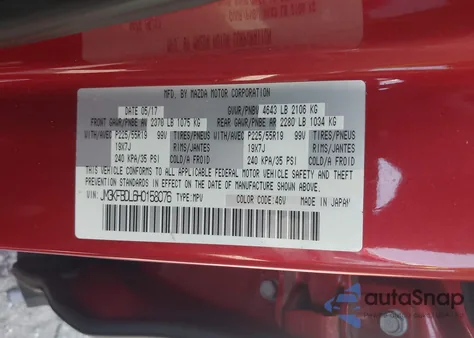 MFD. BY MAZDA MOTOR CORPORATION
DATE 05/17 GVWR/PNBV 4643 LB 2106 KG
FRONT GAWR/PNBE AV 2370 LB 1075 KG REAR GAWR/PNBE AR 2280 LB 1034 KG
WITH/AVEC P225/55R19 99V TIRES/PNEUS WITH/AVEC P225/55R19 99V TIRES/PNEUS
19X7J RIMS/JANTES 19X7J RIMS/JANTES
240 KPA/35 PSI COLD/A FROID 240 KPA/35 PSI COLD/A FROID
THIS VEHICLE CONFORMS TO ALL APPLICABLE FEDERAL MOTOR VEHICLE SAFETY, BUMPER, AND THEFT
PREVENTION STANDARDS IN EFFECT ON THE DATE OF MANUFACTURE SHOWN ABOVE.
VIN: JM3KFBDL6H0158076 TYPE:MPV COLOR CODE:46V MADE IN JAPAN
autoSnap